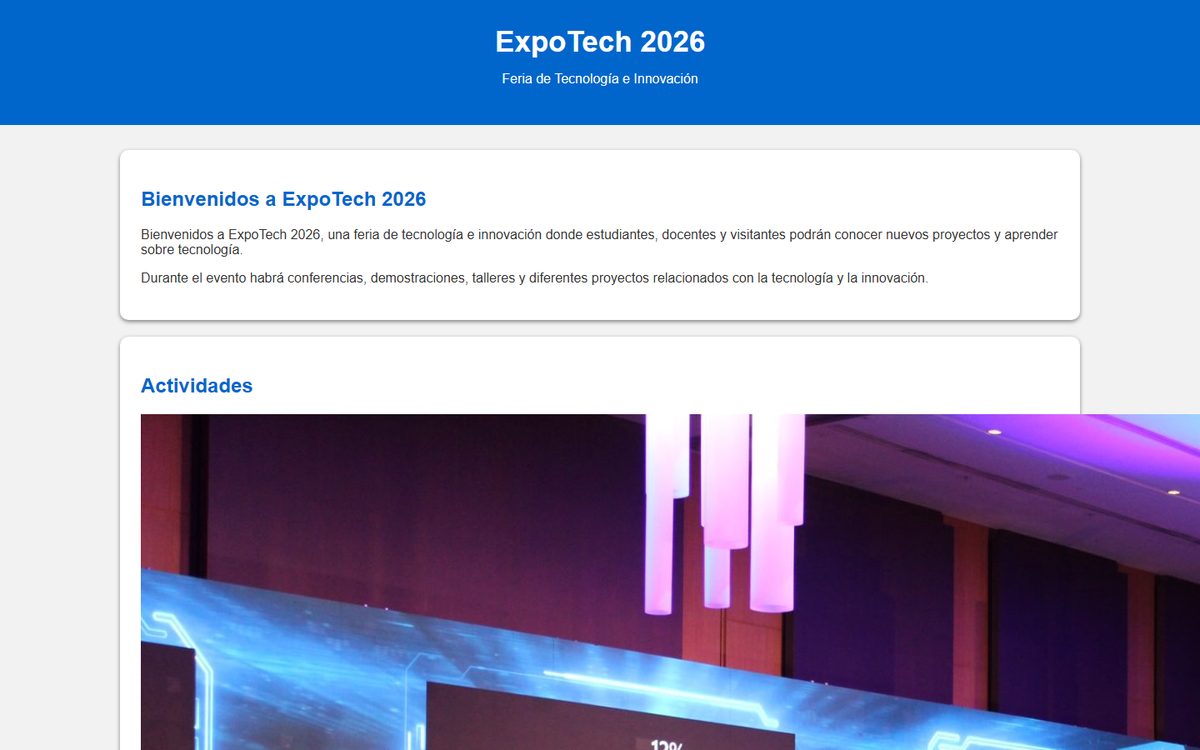 ExpoTech 2026
Feria de Tecnología e Innovación
Bienvenidos a ExpoTech 2026
Bienvenidos a ExpoTech 2026, una feria de tecnología e innovación donde estudiantes, docentes y visitantes podrán conocer nuevos proyectos y aprender
sobre tecnología.
Durante el evento habrá conferencias, demostraciones, talleres y diferentes proyectos relacionados con la tecnología y la innovación.
Actividades
12%